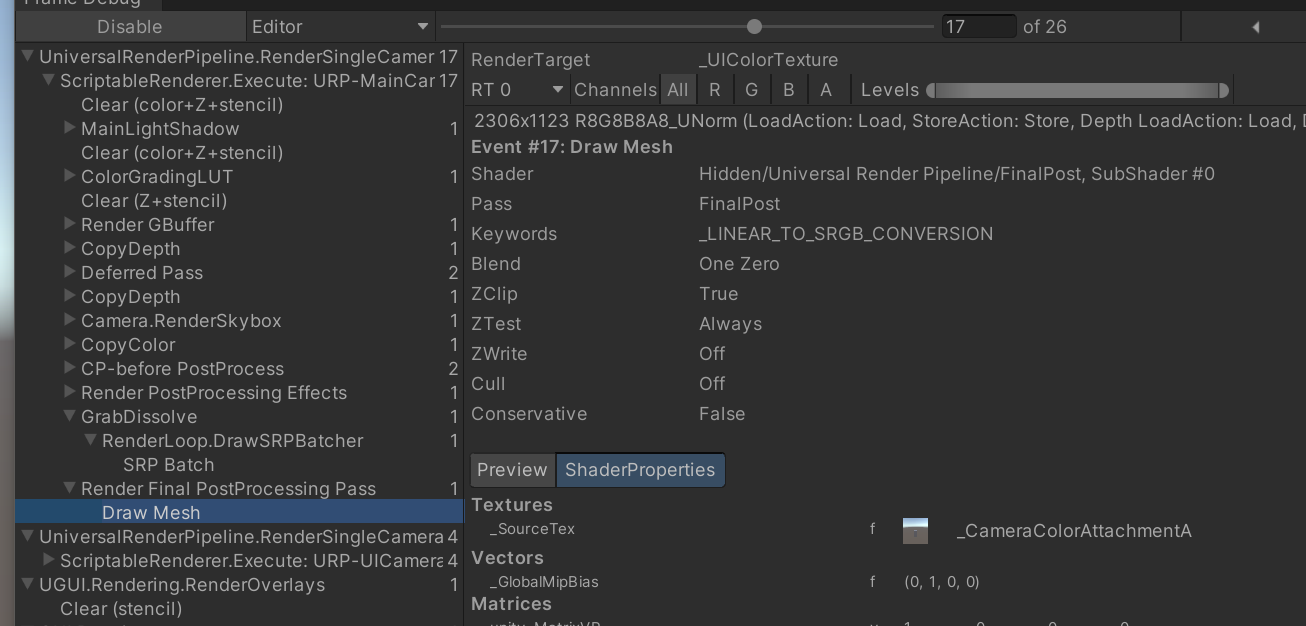 Frame Debug
Disable Editor 17 of 26
UniversalRenderPipeline.RenderSingleCamer 17
ScriptableRenderer.Execute: URP-MainCar 17
Clear (color+Z+stencil)
MainLightShadow 1
Clear (color+Z+stencil)
ColorGradingLUT 1
Clear (Z+stencil)
Render GBuffer 1
CopyDepth 1
Deferred Pass 2
CopyDepth 1
Camera.RenderSkybox 1
CopyColor 1
CP-before PostProcess 2
Render PostProcessing Effects 1
GrabDissolve 1
RenderLoop.DrawSRPBatcher 1
SRP Batch
Render Final PostProcessing Pass 1
Draw Mesh
UniversalRenderPipeline.RenderSingleCamera 4
ScriptableRenderer.Execute: URP-UICamera 4
UGUI.Rendering.RenderOverlays 1
Clear (stencil)
RenderTarget _UIColorTexture
RT 0 Channels All R G B A Levels
2306x1123 R8G8B8A8_UNorm (LoadAction: Load, StoreAction: Store, Depth LoadAction: Load,
Event #17: Draw Mesh
Shader Hidden/Universal Render Pipeline/FinalPost, SubShader #0
Pass FinalPost
Keywords _LINEAR_TO_SRGB_CONVERSION
Blend One Zero
ZClip True
ZTest Always
ZWrite Off
Cull Off
Conservative False
Preview ShaderProperties
Textures
_SourceTex f _CameraColorAttachmentA
Vectors
_GlobalMipBias f (0, 1, 0, 0)
Matrices